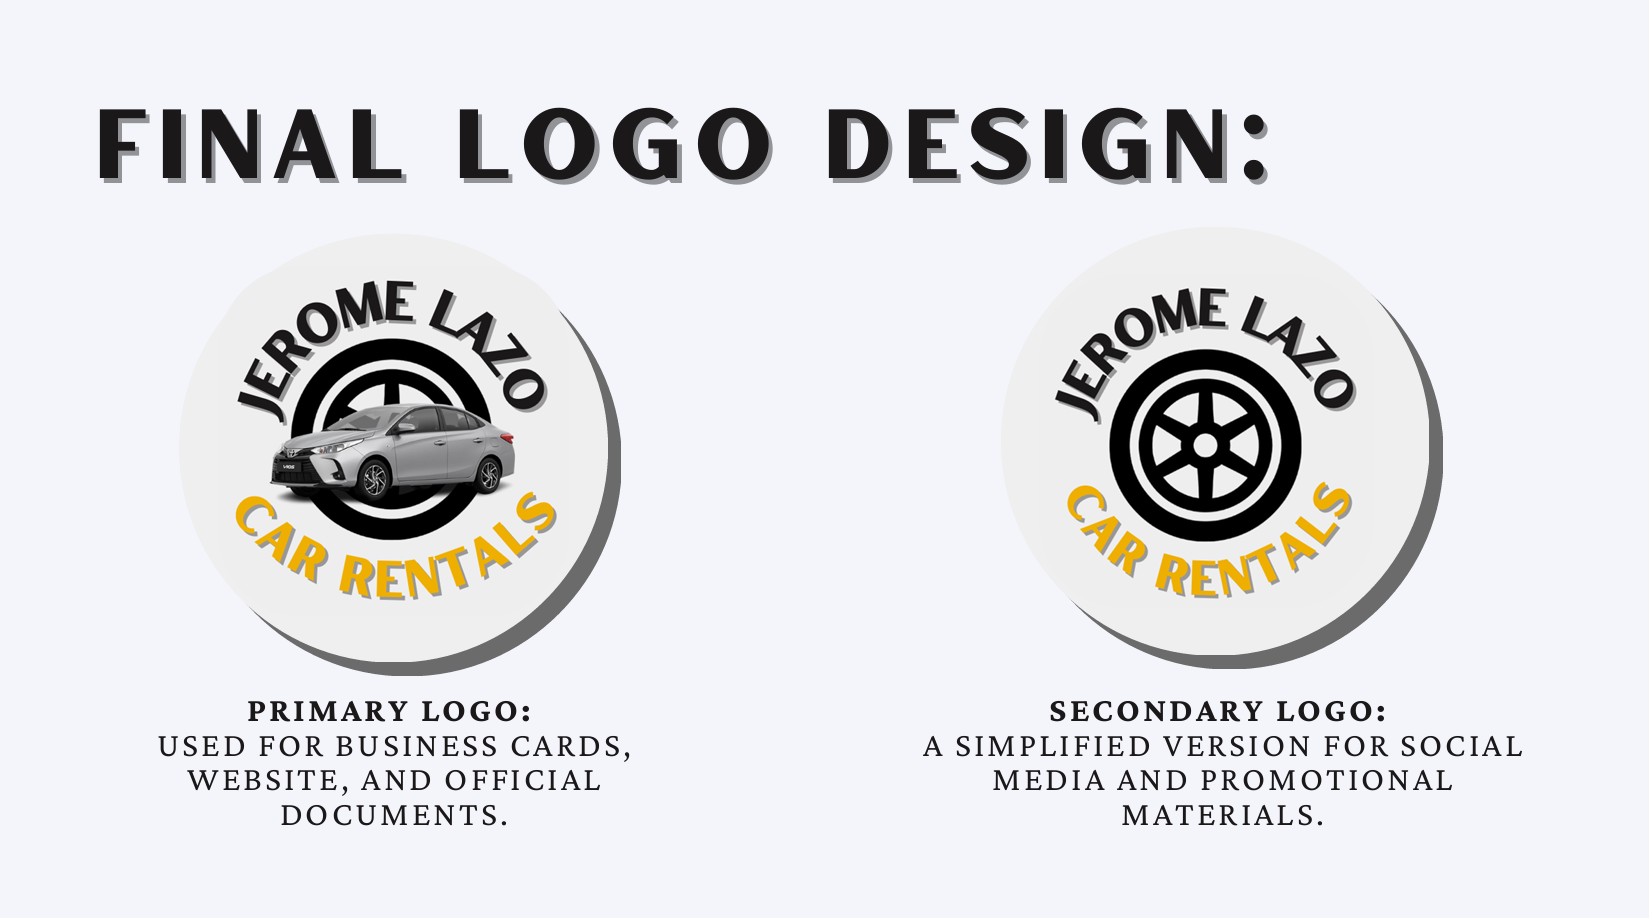 FINAL LOGO DESIGN:
JEROME LAZO
VIOS
CAR RENTALS
PRIMARY LOGO:
USED FOR BUSINESS CARDS,
WEBSITE, AND OFFICIAL
DOCUMENTS.
JEROME LAZO
CAR RENTALS
SECONDARY LOGO:
A SIMPLIFIED VERSION FOR SOCIAL
MEDIA AND PROMOTIONAL
MATERIALS.